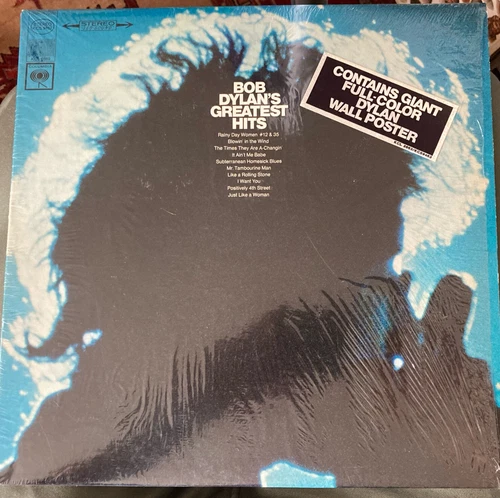 STEREO
BOB
DYLAN'S
GREATEST
HITS
Rainy Day Women #12 & 35
Blowin' in the Wind
The Times They Are A-Changin'
It Ain't Me Babe
Subterranean Homesick Blues
Mr. Tambourine Man
Like a Rolling Stone
I Want You
Positively 4th Street
Just Like a Woman
CONTAINS GIANT
FULL-COLOR
DYLAN
WALL POSTER